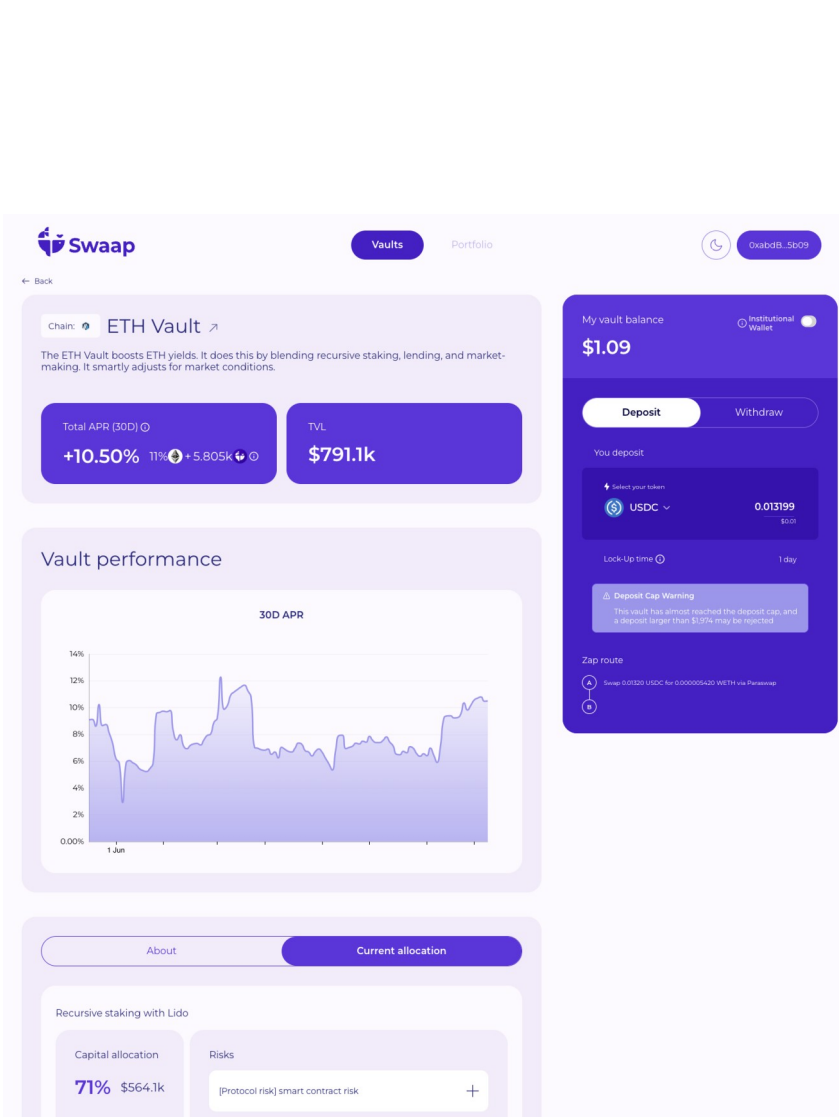 Swaap
Vaults
Portfolio
0xabdB...5b09
← Back
Chain:
ETH Vault ↗
The ETH Vault boosts ETH yields. It does this by blending recursive staking, lending, and market-
making. It smartly adjusts for market conditions.
Total APR (30D)
+10.50% 11% + 5.805k
TVL
$791.1k
Vault performance
30D APR
14%
12%
10%
8%
6%
4%
2%
0.00%
1 Jun
About
Current allocation
Recursive staking with Lido
Capital allocation
71% $564.1k
Risks
[Protocol risk] smart contract risk
My vault balance
Institutional
Wallet
$1.09
Deposit
Withdraw
You deposit
Select your token
USDC
0.013199
$0.01
Lock-Up time
1 day
Deposit Cap Warning
This vault has almost reached the deposit cap, and
a deposit larger than $1,974 may be rejected
Zap route
A
Swap 0.01320 USDC for 0.000005420 WETH via Paraswap
B